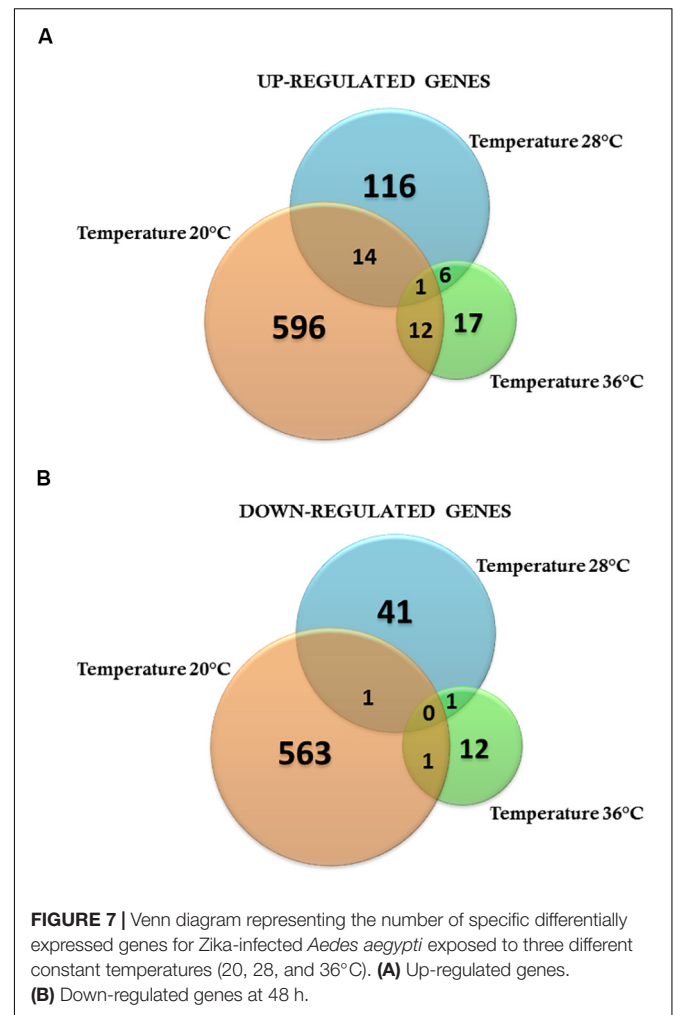 A
UP-REGULATED GENES
Temperature 28°C
116
Temperature 20°C
14
6
1
596
12
17
Temperature 36°C
B
DOWN-REGULATED GENES
Temperature 28°C
41
Temperature 20°C
1
1
0
563
1
12
Temperature 36°C
FIGURE 7 | Venn diagram representing the number of specific differentially
expressed genes for Zika-infected Aedes aegypti exposed to three different
constant temperatures (20, 28, and 36°C). (A) Up-regulated genes.
(B) Down-regulated genes at 48 h.